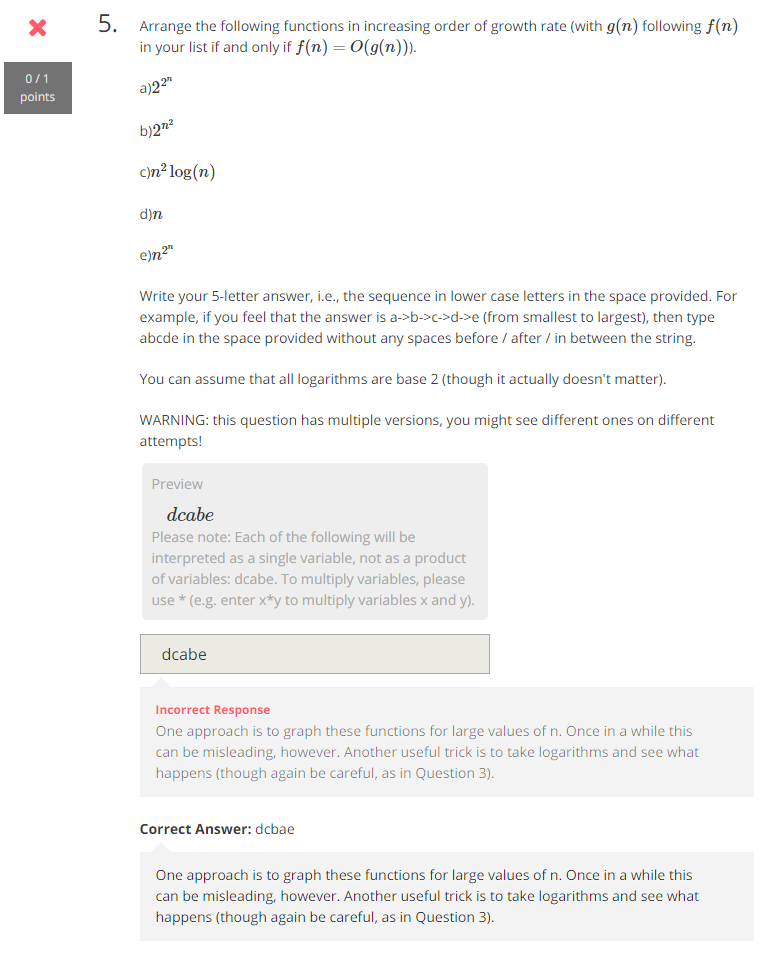 5. Arrange the following functions in increasing order of growth rate (with g(n) following f(n)
in your list if and only if f(n) = O(g(n))).
0 / 1
points
a)2^{2^n}
b)2^{n^2}
c)n^2 log(n)
d)n
e)n^{2^n}
Write your 5-letter answer, i.e., the sequence in lower case letters in the space provided. For
example, if you feel that the answer is a->b->c->d->e (from smallest to largest), then type
abcde in the space provided without any spaces before / after / in between the string.
You can assume that all logarithms are base 2 (though it actually doesn't matter).
WARNING: this question has multiple versions, you might see different ones on different
attempts!
Preview
dcabe
Please note: Each of the following will be
interpreted as a single variable, not as a product
of variables: dcabe. To multiply variables, please
use * (e.g. enter x*y to multiply variables x and y).
dcabe
Incorrect Response
One approach is to graph these functions for large values of n. Once in a while this
can be misleading, however. Another useful trick is to take logarithms and see what
happens (though again be careful, as in Question 3).
Correct Answer: dcbae
One approach is to graph these functions for large values of n. Once in a while this
can be misleading, however. Another useful trick is to take logarithms and see what
happens (though again be careful, as in Question 3).